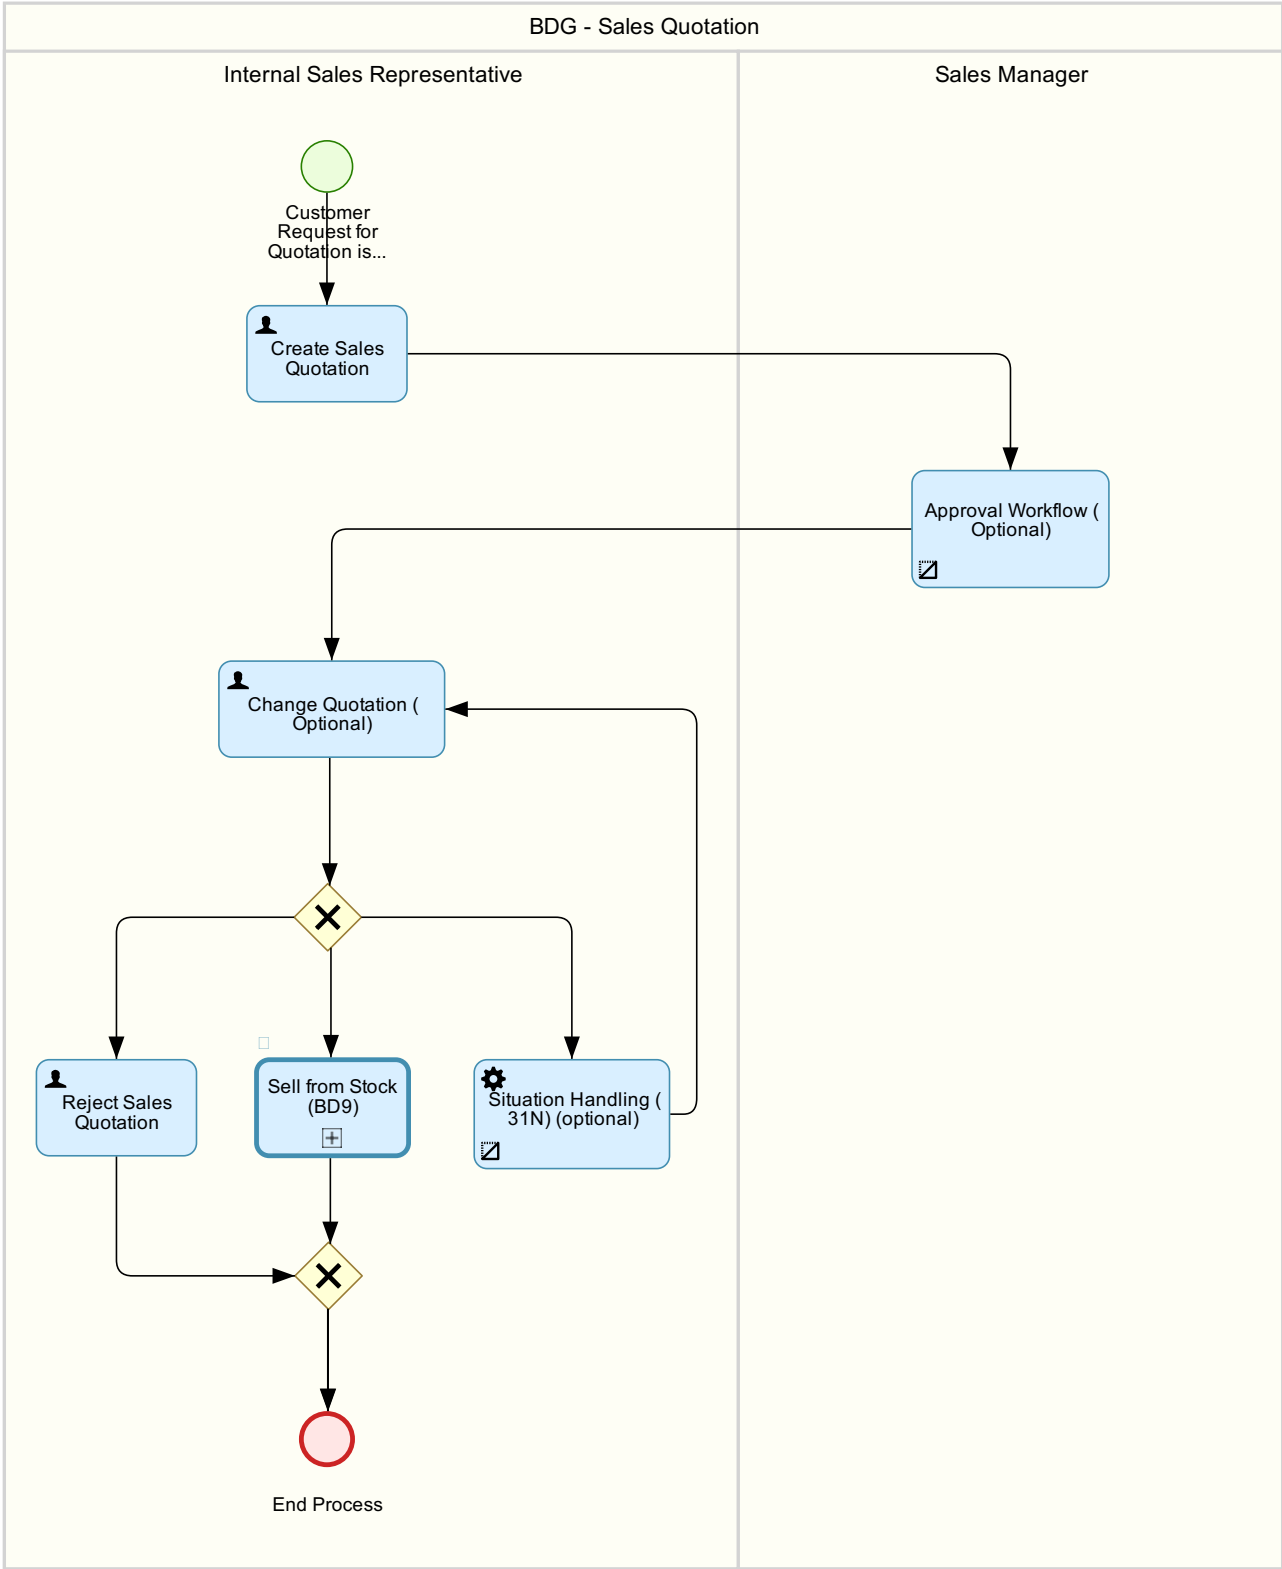 BDG - Sales Quotation
Internal Sales Representative
Sales Manager
Customer
Request for
Quotation is...
Create Sales
Quotation
Approval Workflow (
Optional)
Change Quotation (
Optional)
Reject Sales
Quotation
Sell from Stock
(BD9)
Situation Handling (
31N) (optional)
End Process